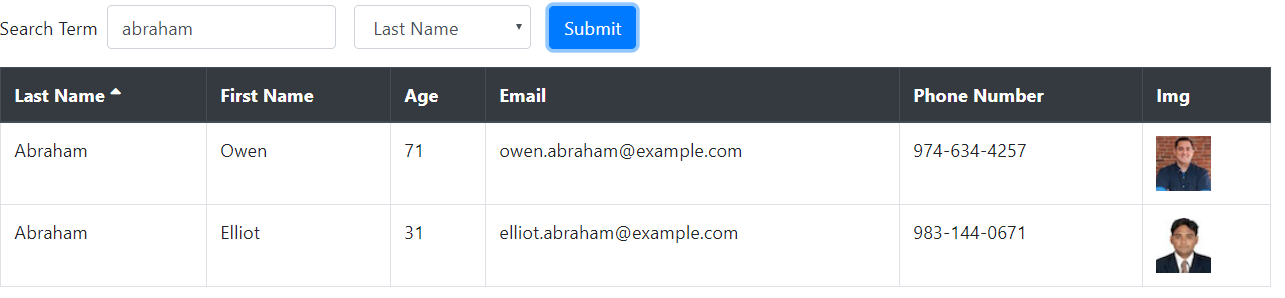 Search Term abraham Last Name Submit
Last Name First Name Age Email Phone Number Img
Abraham Owen 71 owen.abraham@example.com 974-634-4257
Abraham Elliot 31 elliot.abraham@example.com 983-144-0671